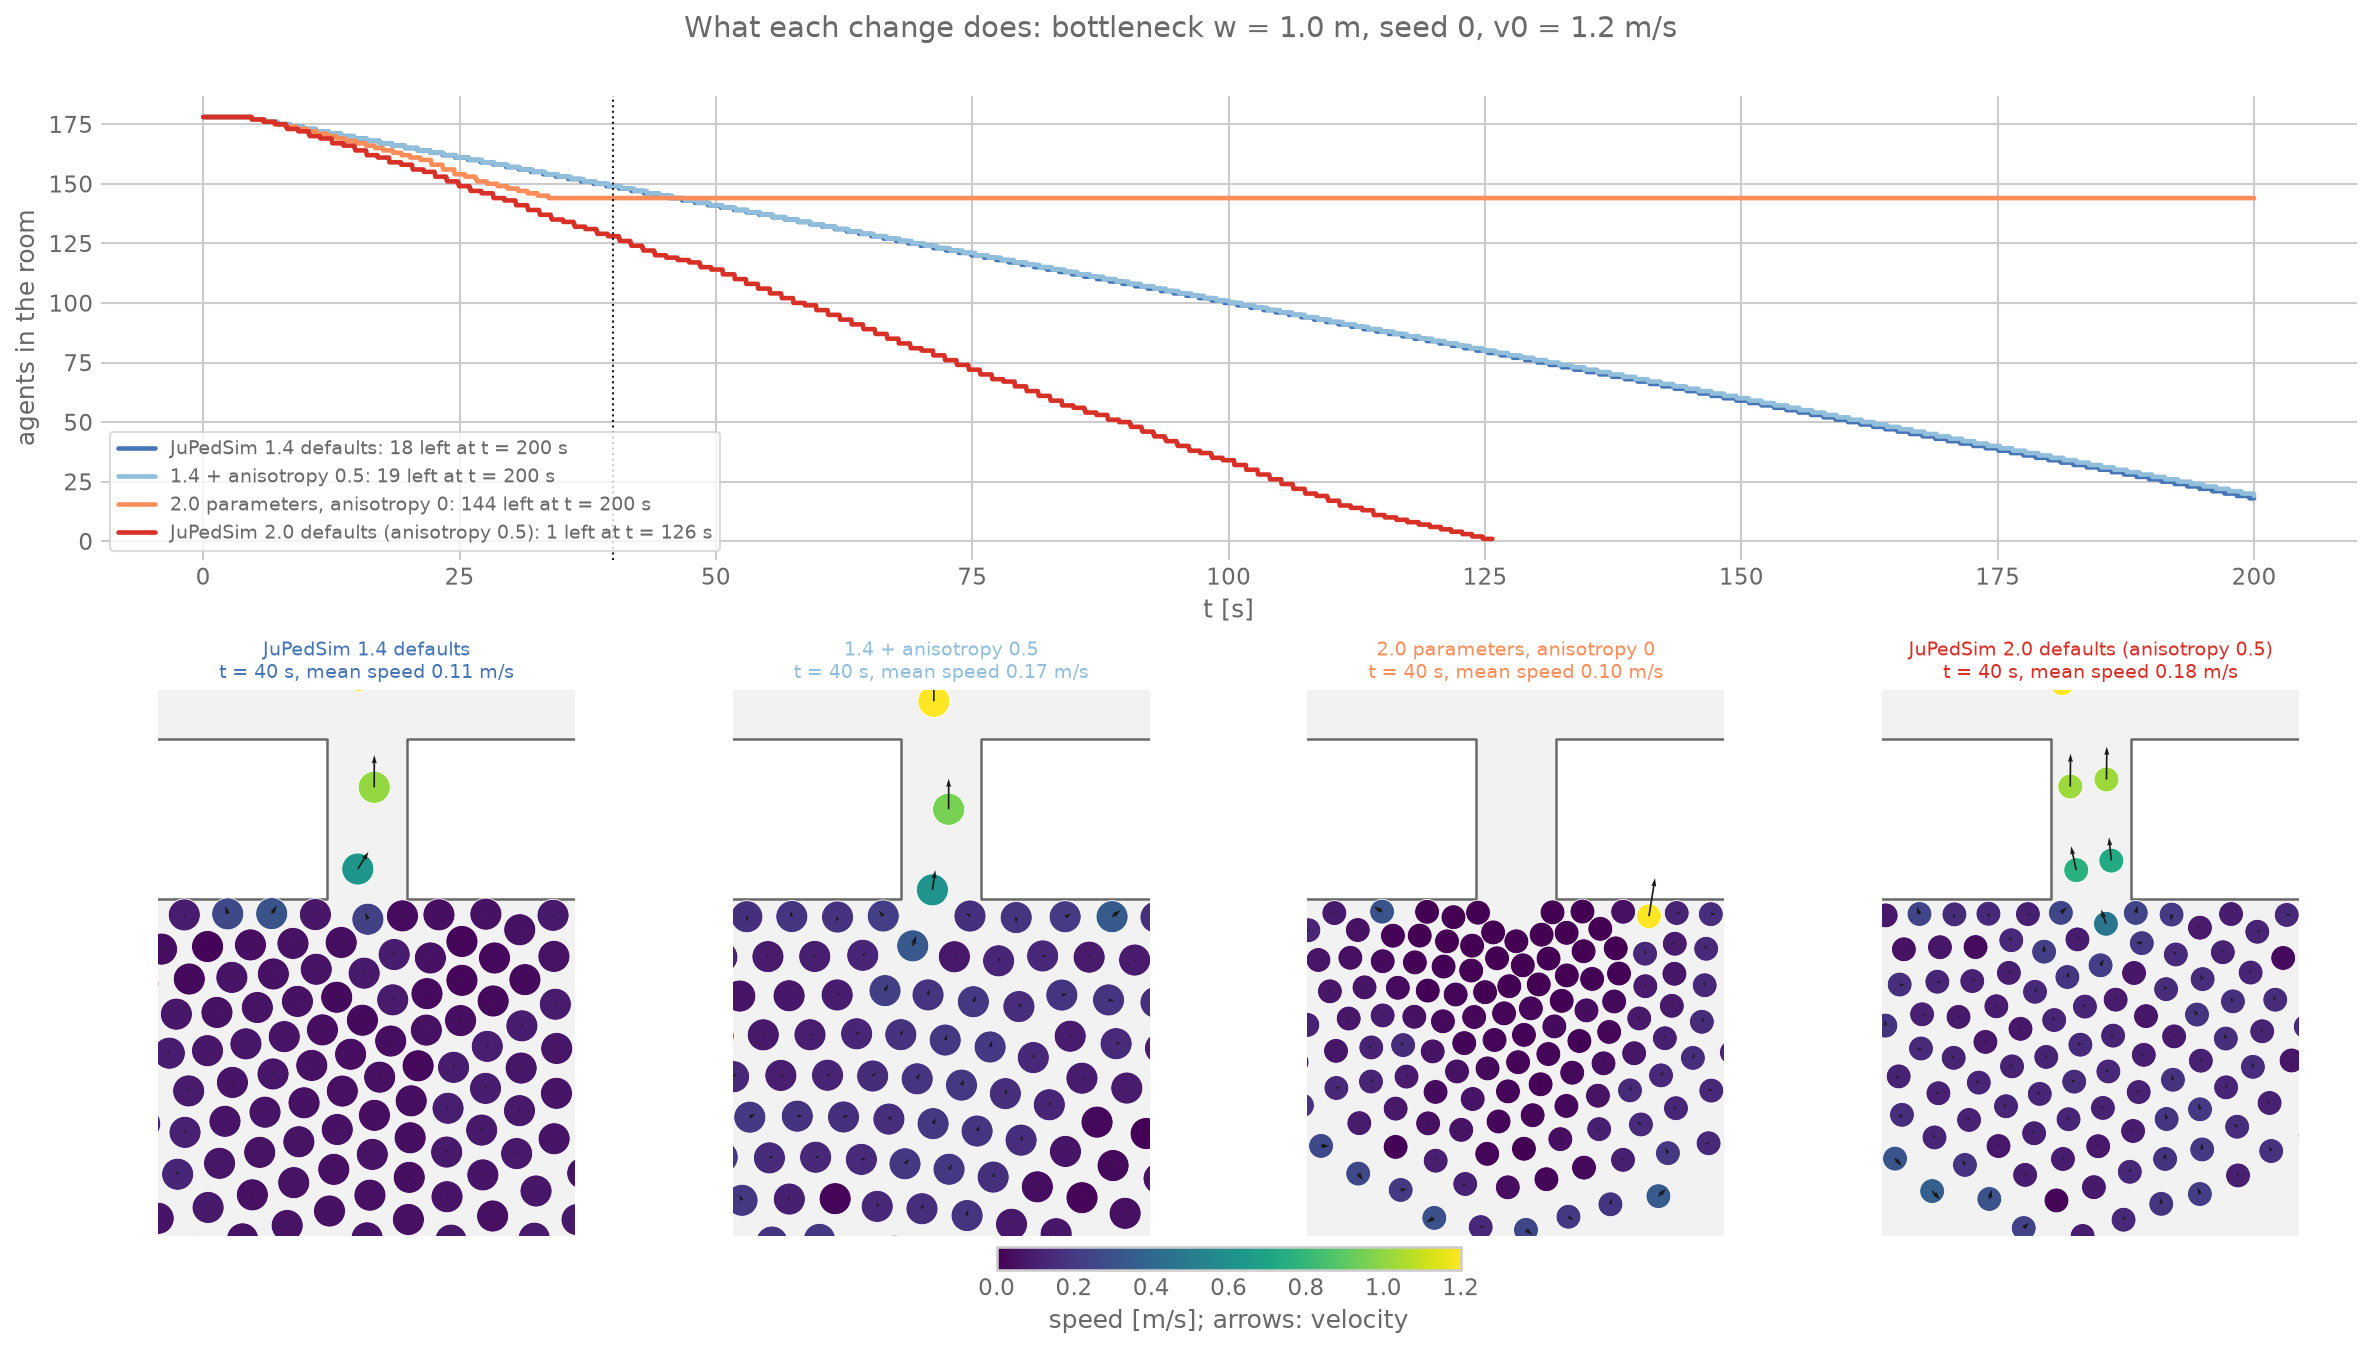 What each change does: bottleneck w = 1.0 m, seed 0, v0 = 1.2 m/s
175
150
125
100
75
50
25
0
agents in the room
JuPedSim 1.4 defaults: 18 left at t = 200 s
1.4 + anisotropy 0.5: 19 left at t = 200 s
2.0 parameters, anisotropy 0: 144 left at t = 200 s
JuPedSim 2.0 defaults (anisotropy 0.5): 1 left at t = 126 s
0 25 50 75 100 125 150 175 200
t [s]
JuPedSim 1.4 defaults
t = 40 s, mean speed 0.11 m/s
1.4 + anisotropy 0.5
t = 40 s, mean speed 0.17 m/s
2.0 parameters, anisotropy 0
t = 40 s, mean speed 0.10 m/s
JuPedSim 2.0 defaults (anisotropy 0.5)
t = 40 s, mean speed 0.18 m/s
0.0 0.2 0.4 0.6 0.8 1.0 1.2
speed [m/s]; arrows: velocity